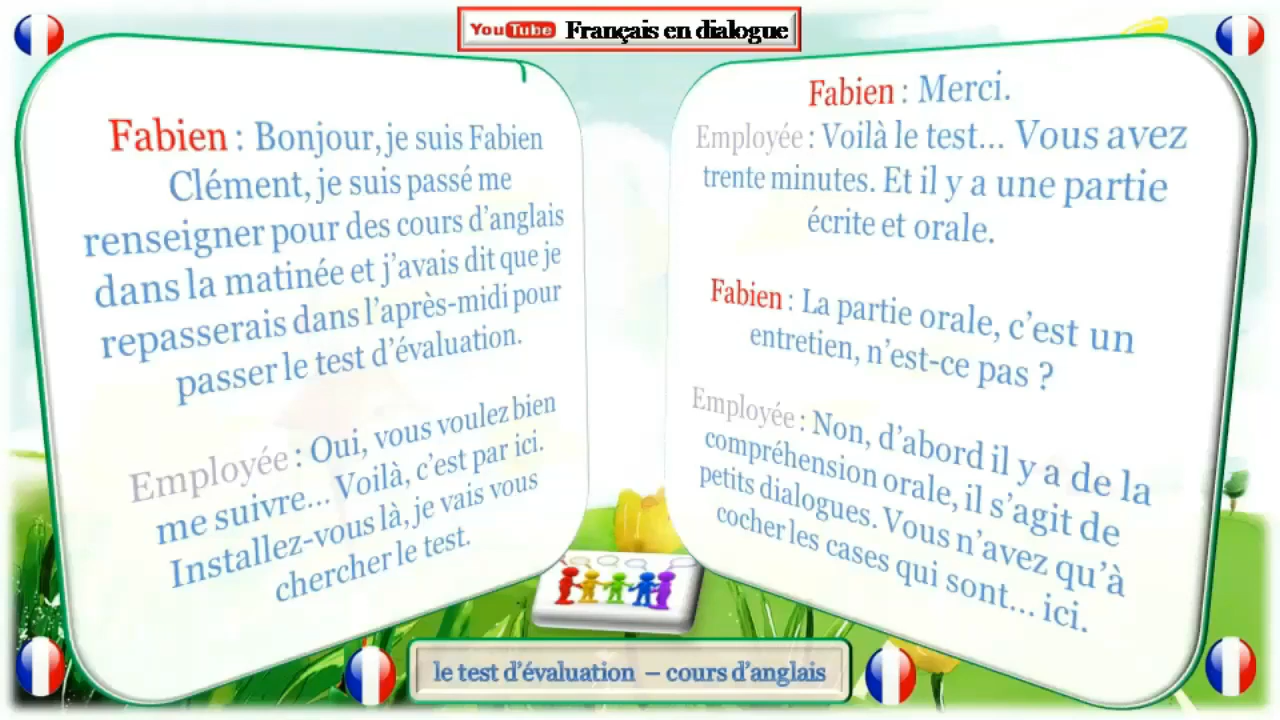 YouTube Français en dialogue
Fabien : Bonjour, je suis Fabien
Clément, je suis passé me
renseigner pour des cours d’anglais
dans la matinée et j’avais dit que je
repasserais dans l’après-midi pour
passer le test d’évaluation.
Employée : Oui, vous voulez bien
me suivre... Voilà, c’est par ici.
Installez-vous là, je vais vous
chercher le test.
Fabien : Merci.
Employée : Voilà le test... Vous avez
trente minutes. Et il y a une partie
écrite et orale.
Fabien : La partie orale, c’est un
entretien, n’est-ce pas ?
Employée : Non, d’abord il y a de la
compréhension orale, il s’agit de
petits dialogues. Vous n’avez qu’à
cocher les cases qui sont... ici.
le test d’évaluation – cours d’anglais